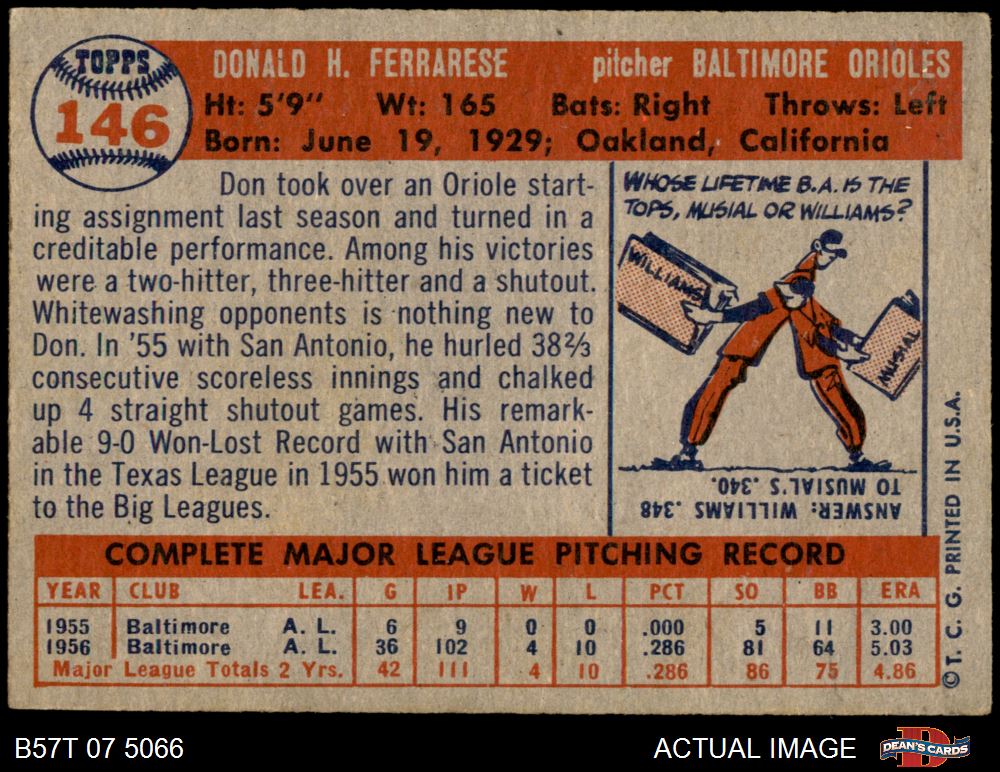 TOPPS
146
DONALD H. FERRARESE pitcher BALTIMORE ORIOLES
Ht: 5'9" Wt: 165 Bats: Right Throws: Left
Born: June 19, 1929; Oakland, California
Don took over an Oriole start-
ing assignment last season and turned in a
creditable performance. Among his victories
were a two-hitter, three-hitter and a shutout.
Whitewashing opponents is nothing new to
Don. In '55 with San Antonio, he hurled 38⅔
consecutive scoreless innings and chalked
up 4 straight shutout games. His remark-
able 9-0 Won-Lost Record with San Antonio
in the Texas League in 1955 won him a ticket
to the Big Leagues.
WHOSE LIFETIME B.A. IS THE
TOPS, MUSIAL OR WILLIAMS?
WILLIAMS
MUSIAL
ANSWER: WILLIAMS .348
TO MUSIAL'S .340.
COMPLETE MAJOR LEAGUE PITCHING RECORD
YEAR CLUB LEA. G IP W L PCT SO BB ERA
1955 Baltimore A. L. 6 9 0 0 .000 5 11 3.00
1956 Baltimore A. L. 36 102 4 10 .286 81 64 5.03
Major League Totals 2 Yrs. 42 111 4 10 .286 86 75 4.86
© T. C. G. PRINTED IN U.S.A.
B57T 07 5066 ACTUAL IMAGE
D
DEAN'S CARDS